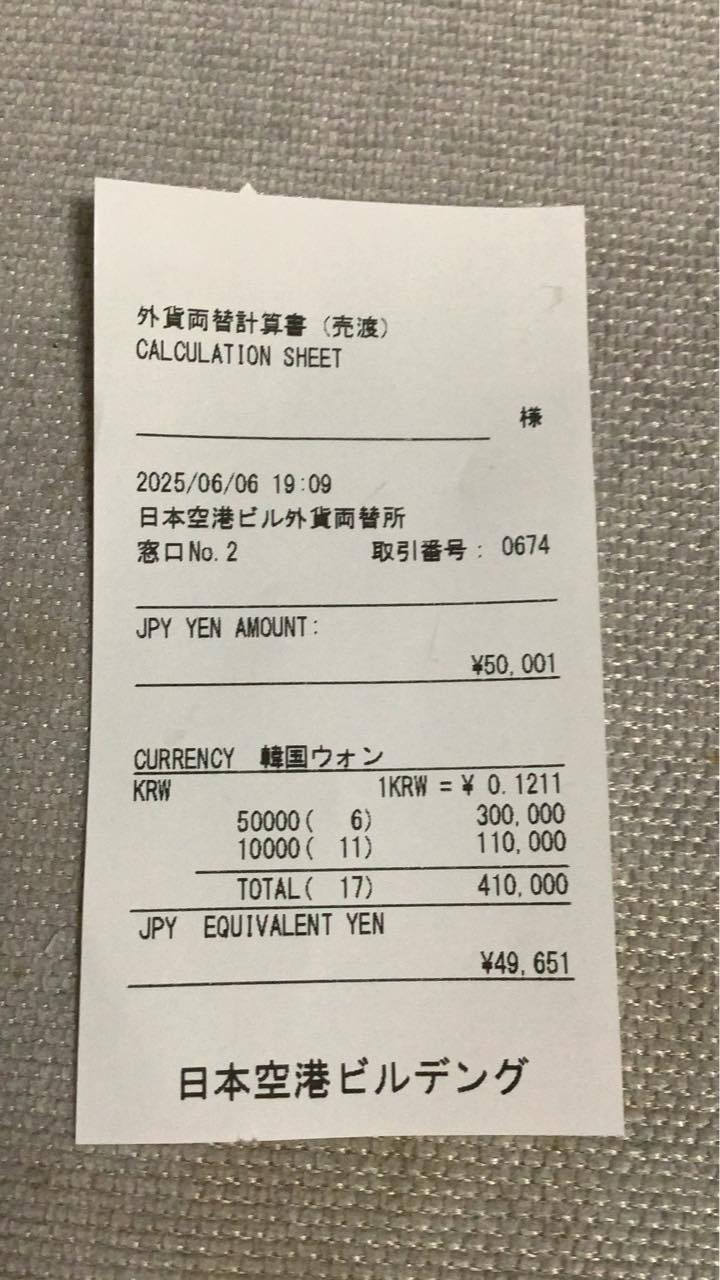 外貨両替計算書(売渡)
CALCULATION SHEET
様
2025/06/06 19:09
日本空港ビル外貨両替所
窓口No.2 取引番号: 0674
JPY YEN AMOUNT:
¥50,001
CURRENCY 韓国ウォン
KRW 1KRW =¥ 0.1211
50000( 6) 300,000
10000( 11) 110,000
TOTAL( 17) 410,000
JPY EQUIVALENT YEN
¥49,651
日本空港ビルデング